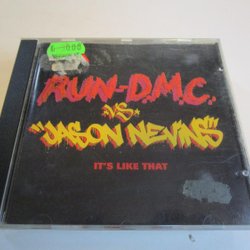 RUN-D.M.C.
VS
"JASON NEVINS"
IT'S LIKE THAT